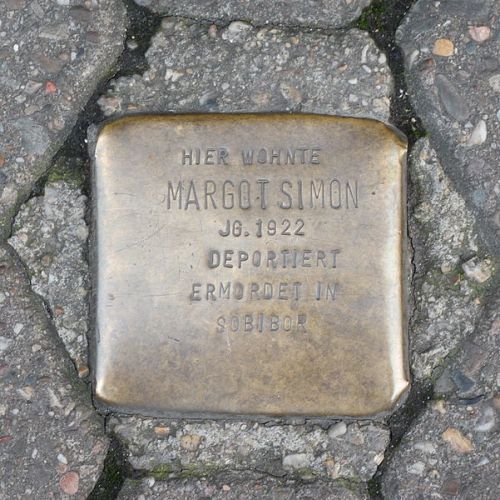 HIER WOHNTE
MARGOT SIMON
JG. 1922
DEPORTIERT
ERMORDET IN
SOBIBOR